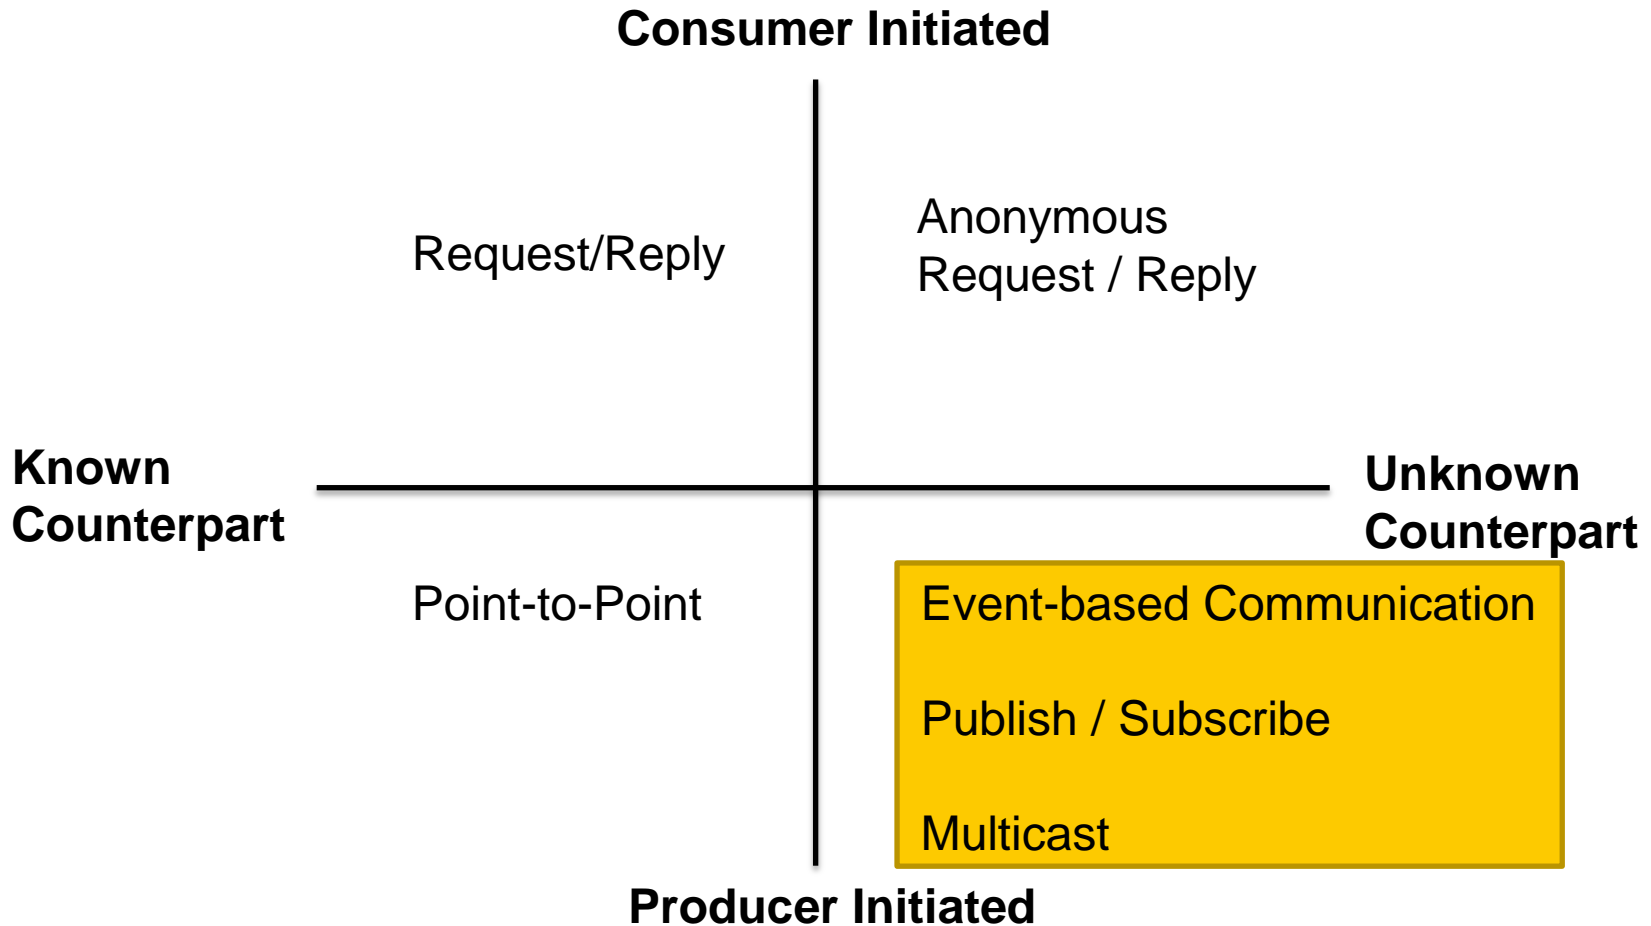 Consumer Initiated
Request/Reply
Anonymous
Request / Reply
Known
Counterpart
Unknown
Counterpart
Point-to-Point
Event-based Communication
Publish / Subscribe
Multicast
Producer Initiated